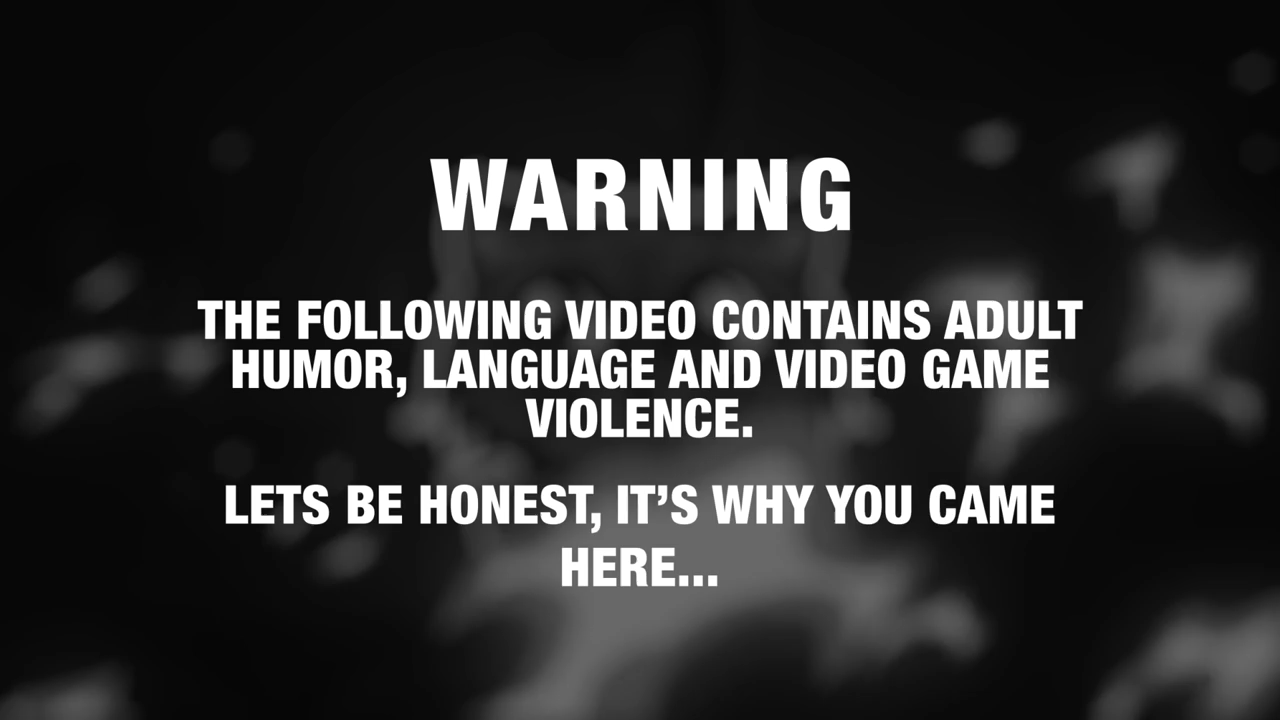 WARNING
THE FOLLOWING VIDEO CONTAINS ADULT
HUMOR, LANGUAGE AND VIDEO GAME
VIOLENCE.
LETS BE HONEST, IT’S WHY YOU CAME
HERE...